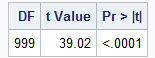 DF t Value Pr > |t|
999 39.02 <.0001